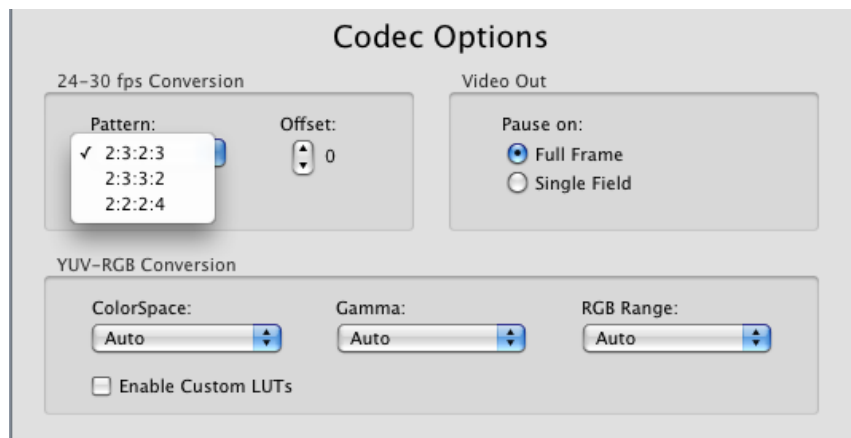 Codec Options
24-30 fps Conversion
Pattern:
✓ 2:3:2:3
2:3:3:2
2:2:2:4
Offset:
0
Video Out
Pause on:
Full Frame
Single Field
YUV-RGB Conversion
ColorSpace:
Auto
Gamma:
Auto
RGB Range:
Auto
Enable Custom LUTs